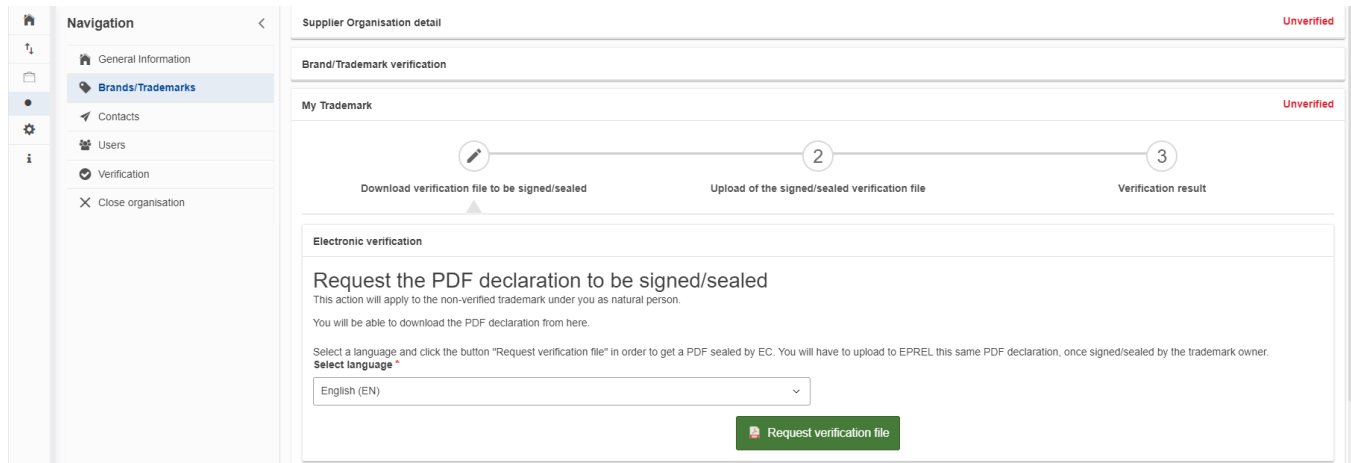 Navigation
General Information
Brands/Trademarks
Contacts
Users
Verification
Close organisation
Supplier Organisation detail
Unverified
Brand/Trademark verification
My Trademark
Unverified
2
3
Download verification file to be signed/sealed
Upload of the signed/sealed verification file
Verification result
Electronic verification
Request the PDF declaration to be signed/sealed
This action will apply to the non-verified trademark under you as natural person.
You will be able to download the PDF declaration from here.
Select a language and click the button "Request verification file" in order to get a PDF sealed by EC. You will have to upload to EPREL this same PDF declaration, once signed/sealed by the trademark owner.
Select language *
English (EN)
Request verification file